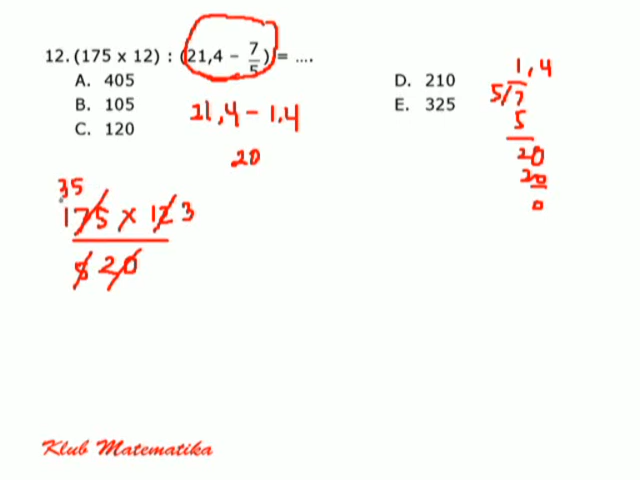 12. (175 x 12) : (21,4 - 7/5) = ....
A. 405
B. 105
C. 120
D. 210
E. 325
21,4 - 1,4
20
35
175 x 12 3
5 20
1,4
5/7
5
20
20
0
Klub Matematika